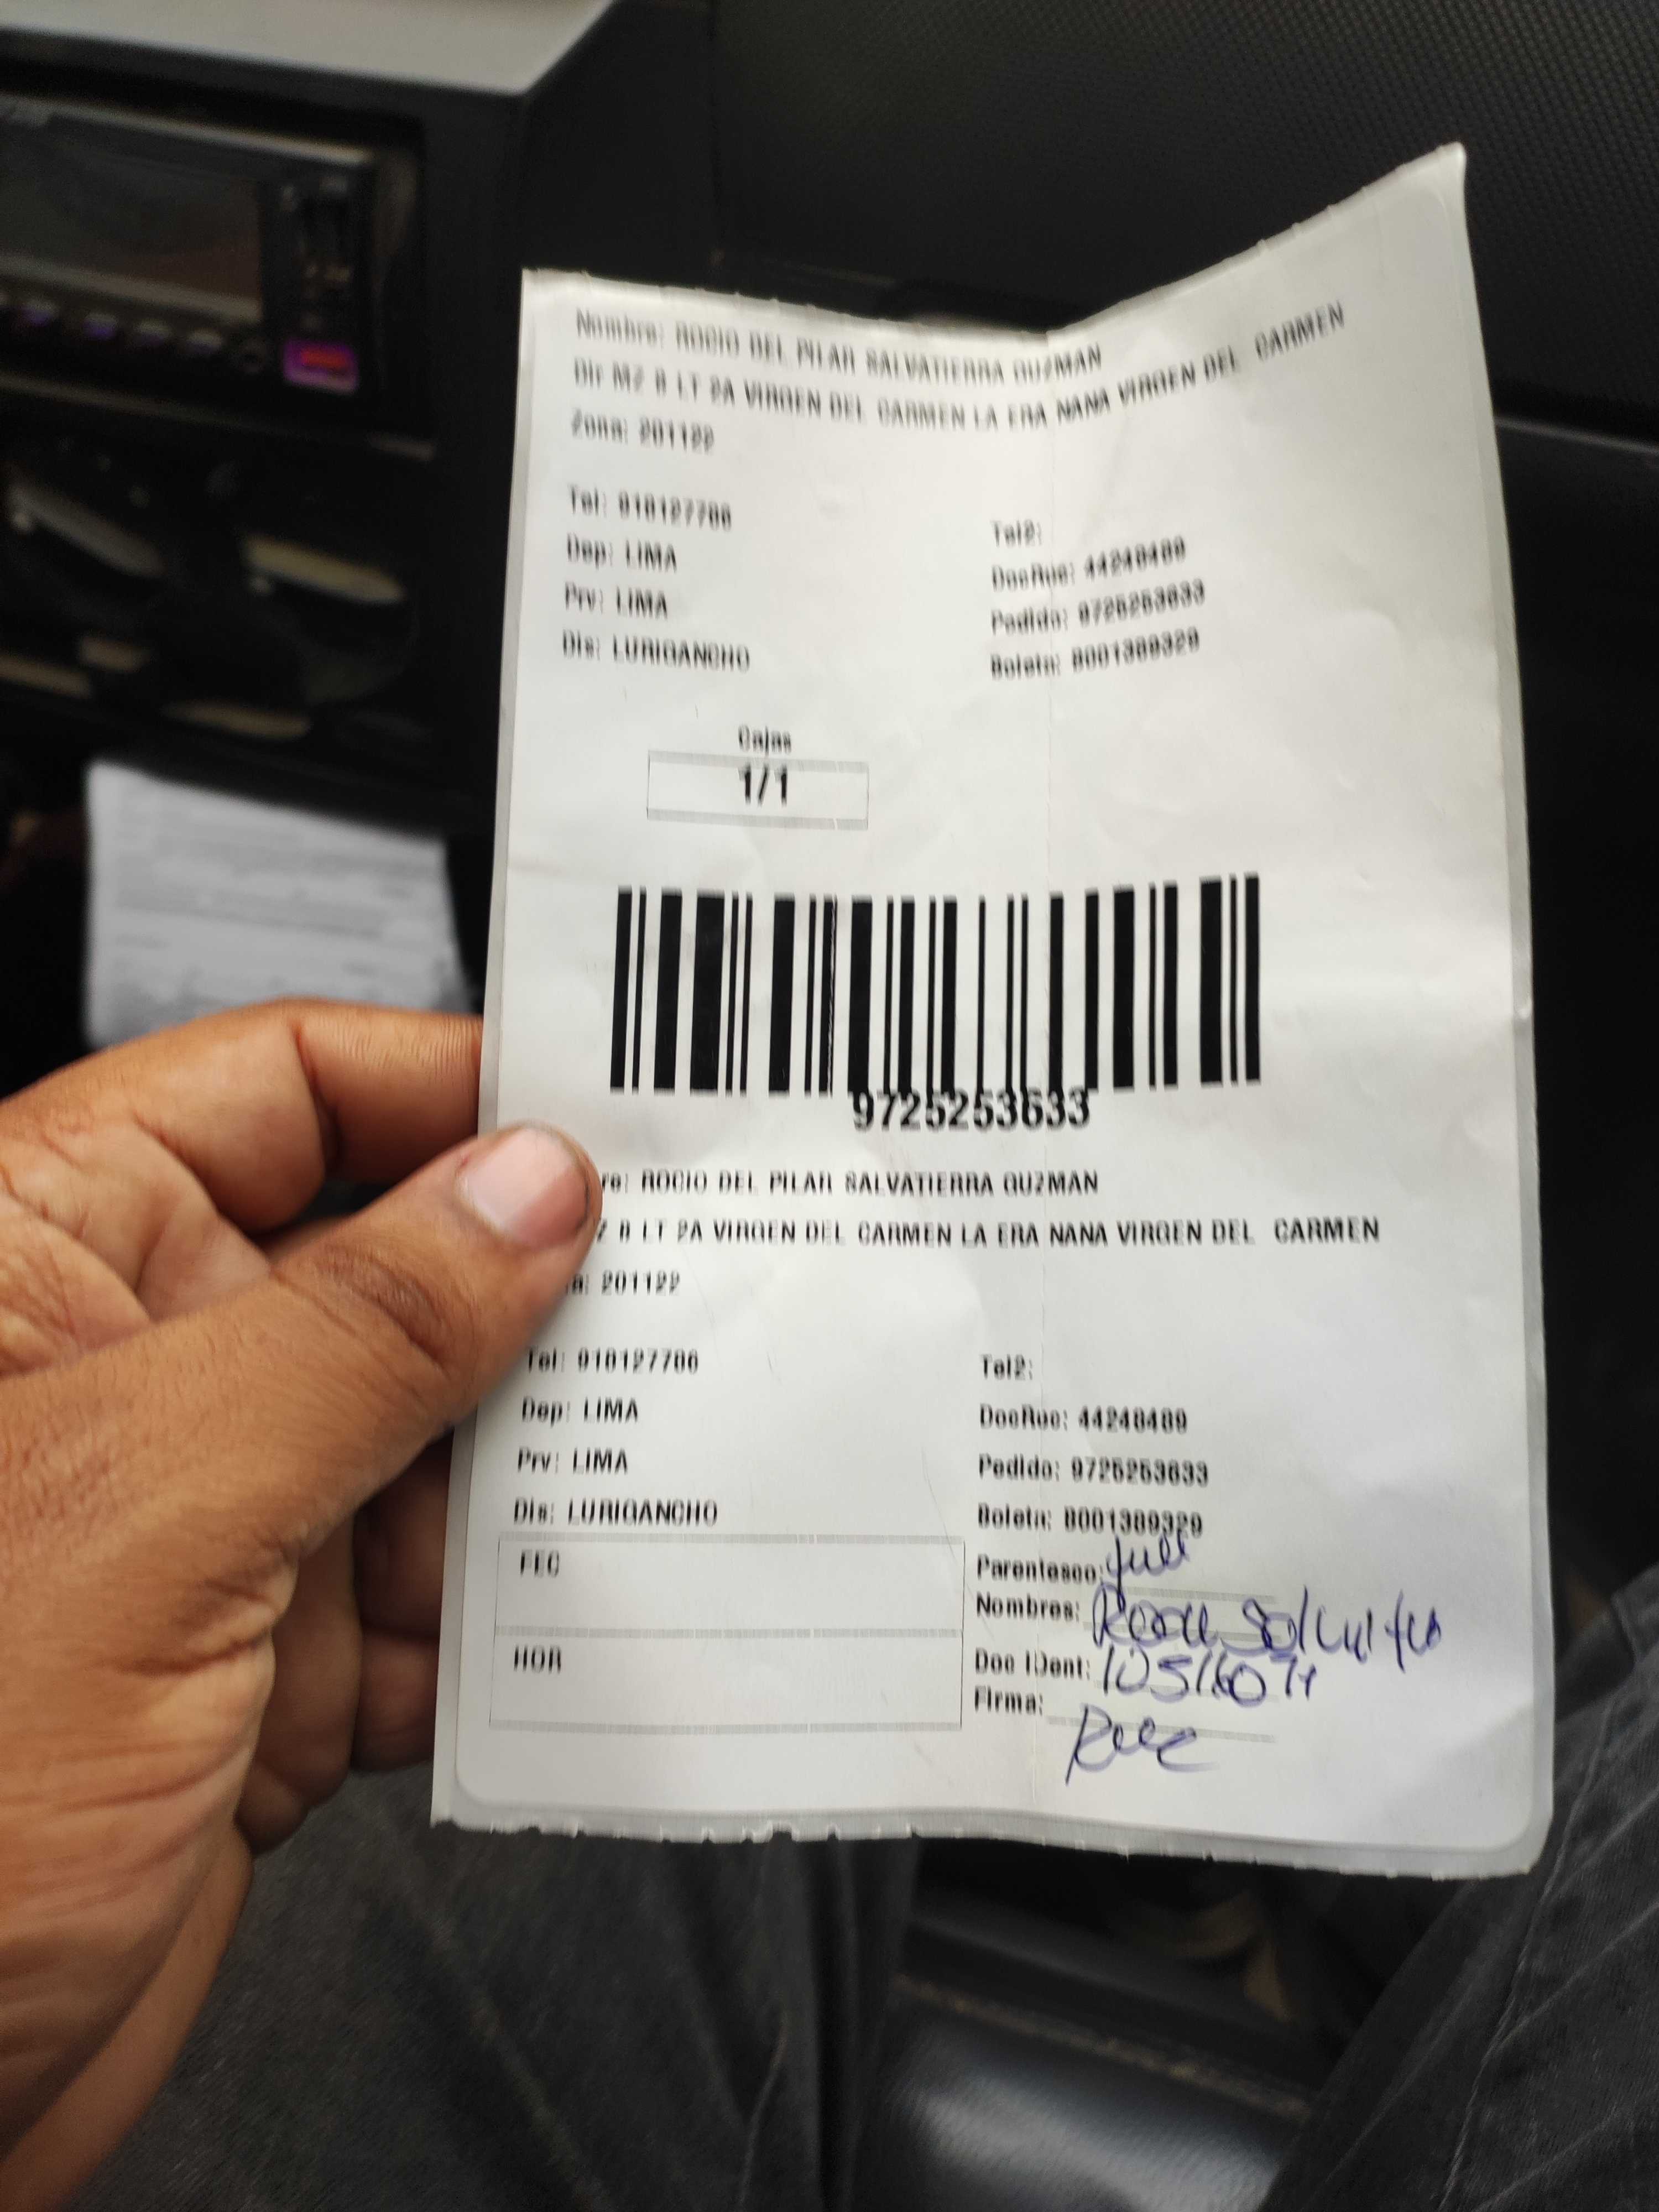 Nombre: ROCIO DEL PILAR SALVATIERRA GUZMAN
Dir MZ B LT 2A VIRGEN DEL CARMEN LA ERA NANA VIRGEN DEL CARMEN
Zona: 201122
Tel: 918127786 Tel2:
Dep: LIMA DocRuc: 44248489
Prv: LIMA Pedido: 9725253633
Dis: LURIGANCHO Boleta: B001389329
Cajas
1/1
9725253633
re: ROCIO DEL PILAR SALVATIERRA GUZMAN
Z B LT 2A VIRGEN DEL CARMEN LA ERA NANA VIRGEN DEL CARMEN
a: 201122
Tel: 918127786 Tel2:
Dep: LIMA DocRuc: 44248489
Prv: LIMA Pedido: 9725253633
Dis: LURIGANCHO Boleta: B001389329
FEC Parentesco:
Nombres:
HOR Doc IDent:
Firma: